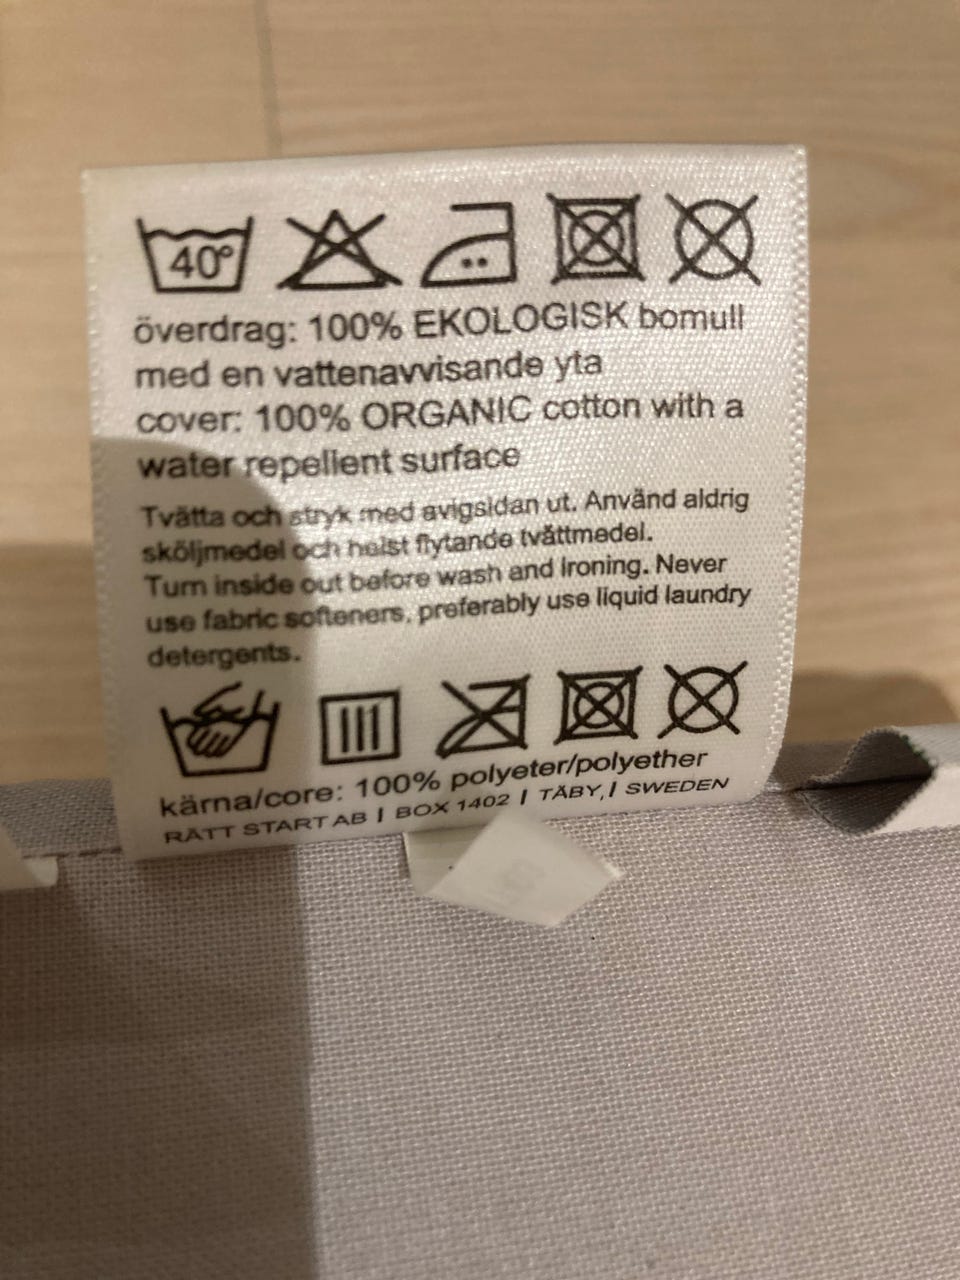 40°
överdrag: 100% EKOLOGISK bomull
med en vattenavvisande yta
cover: 100% ORGANIC cotton with a
water repellent surface
Tvätta och stryk med avigsidan ut. Använd aldrig
sköljmedel och helst flytande tvättmedel.
Turn inside out before wash and ironing. Never
use fabric softeners, preferably use liquid laundry
detergents.
kärna/core: 100% polyeter/polyether
RÄTT START AB | BOX 1402 | TÄBY, | SWEDEN